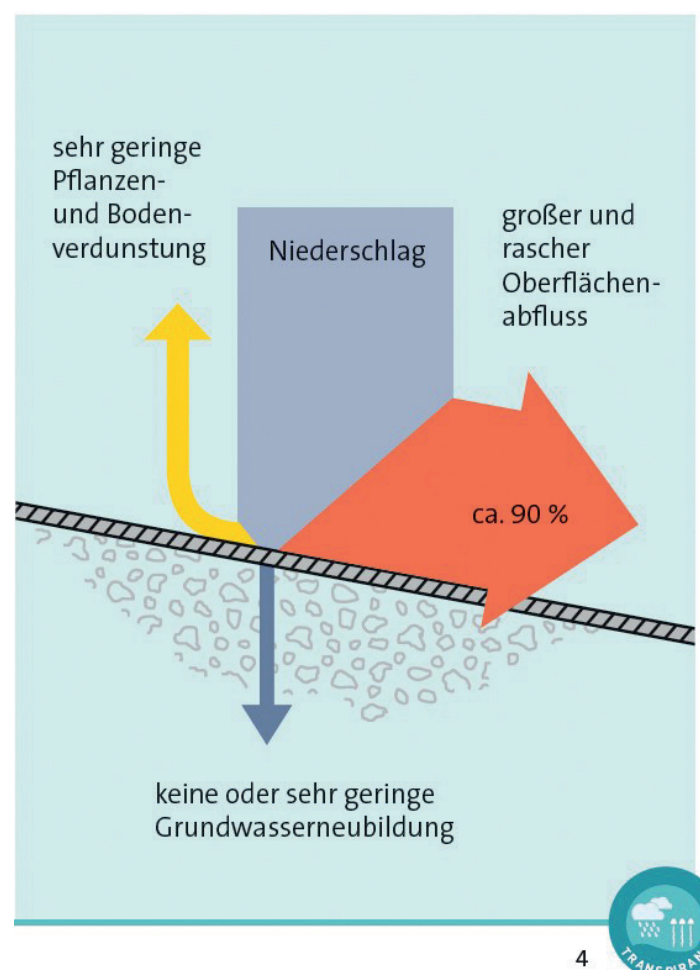 sehr geringe
Pflanzen-
und Boden-
verdunstung
Niederschlag
großer und
rascher
Oberflächen-
abfluss
ca. 90 %
keine oder sehr geringe
Grundwasserneubildung
4